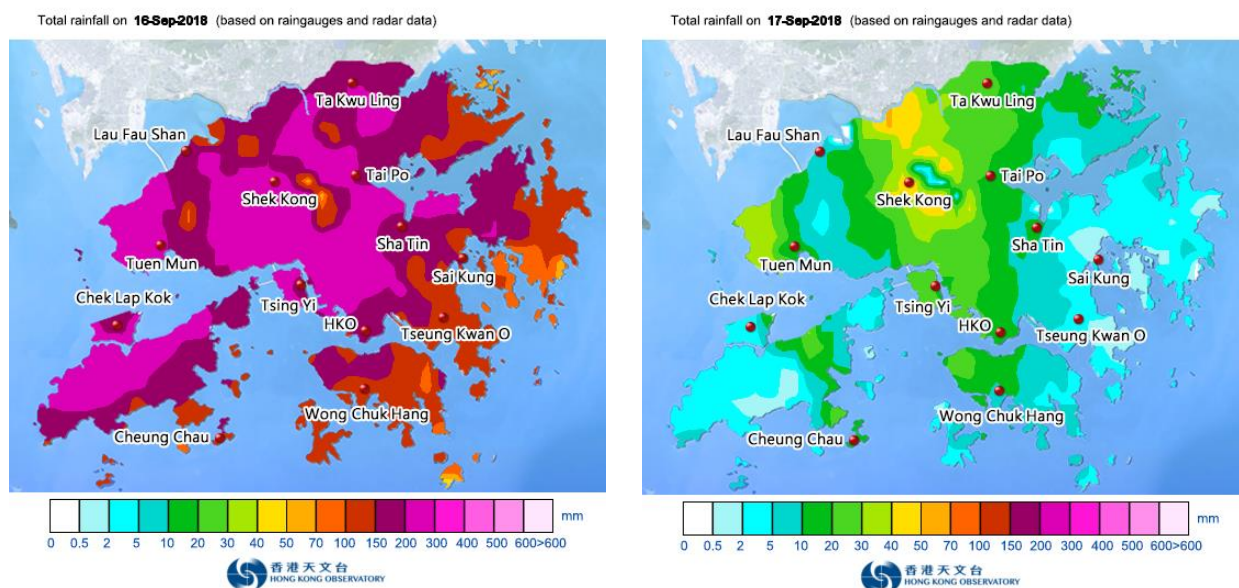 Total rainfall on 16-Sep-2018 (based on raingauges and radar data)
Ta Kwu Ling
Lau Fau Shan
Tai Po
Shek Kong
Sha Tin
Tuen Mun
Sai Kung
Chek Lap Kok
Tsing Yi
HKO
Tseung Kwan O
Wong Chuk Hang
Cheung Chau
mm
0 0.5 2 5 10 20 30 40 50 70 100 150 200 300 400 500 600>600
香港天文台
HONG KONG OBSERVATORY
Total rainfall on 17-Sep-2018 (based on raingauges and radar data)
Ta Kwu Ling
Lau Fau Shan
Tai Po
Shek Kong
Sha Tin
Tuen Mun
Sai Kung
Chek Lap Kok
Tsing Yi
HKO
Tseung Kwan O
Wong Chuk Hang
Cheung Chau
mm
0 0.5 2 5 10 20 30 40 50 70 100 150 200 300 400 500 600>600
香港天文台
HONG KONG OBSERVATORY